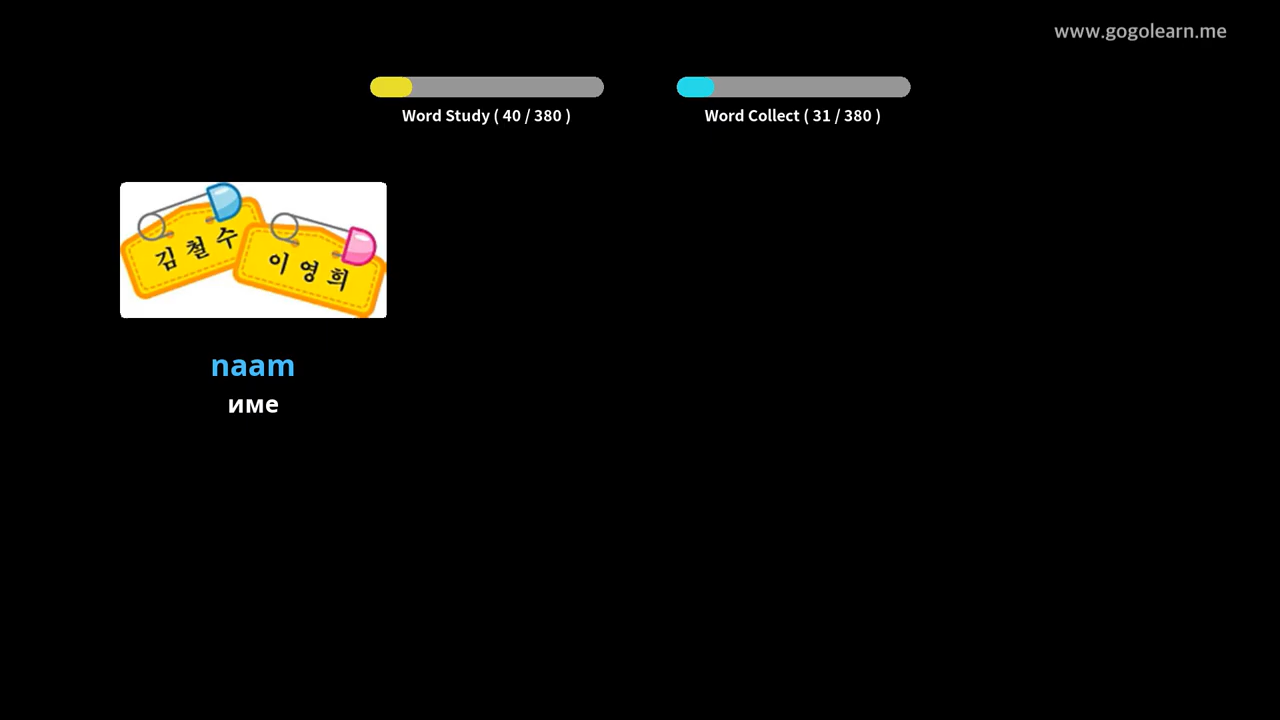 www.gogolearn.me
Word Study ( 40 / 380 )
Word Collect ( 31 / 380 )
김철수
이영희
naam
име